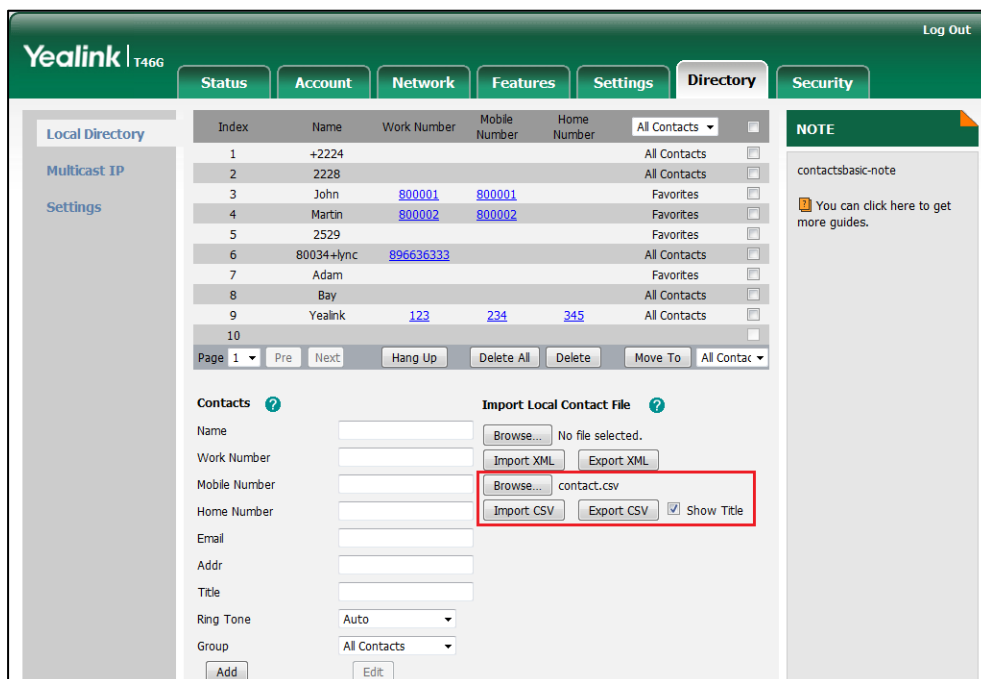 Log Out
Yealink T46G
Status Account Network Features Settings Directory Security
Local Directory
Multicast IP
Settings
Index Name Work Number Mobile Number Home Number All Contacts
1 +2224 All Contacts
2 2228 All Contacts
3 John 800001 800001 Favorites
4 Martin 800002 800002 Favorites
5 2529 Favorites
6 80034+lync 896636333 All Contacts
7 Adam Favorites
8 Bay All Contacts
9 Yealink 123 234 345 All Contacts
10
Page 1 Pre Next Hang Up Delete All Delete Move To All Contac
NOTE
contactsbasic-note
? You can click here to get
more guides.
Contacts ?
Name
Work Number
Mobile Number
Home Number
Email
Addr
Title
Ring Tone Auto
Group All Contacts
Add Edit
Import Local Contact File ?
Browse... No file selected.
Import XML Export XML
Browse... contact.csv
Import CSV Export CSV Show Title